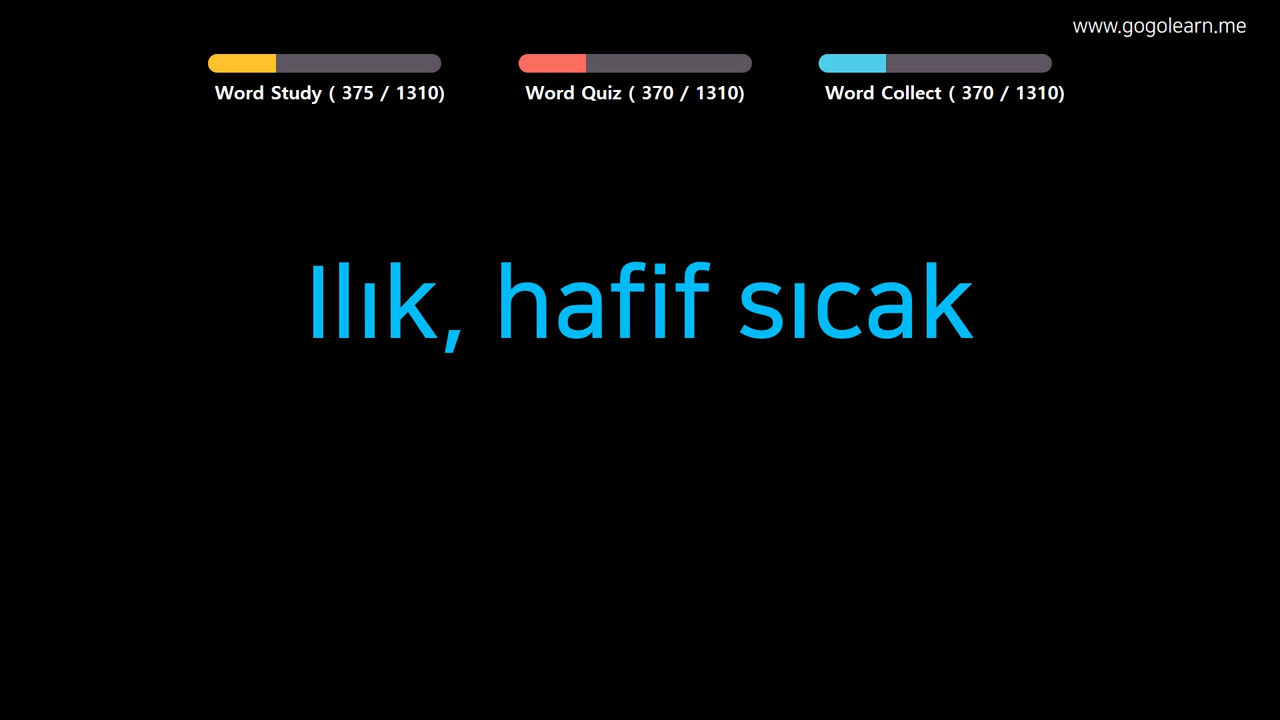 www.gogolearn.me
Word Study ( 375 / 1310)
Word Quiz ( 370 / 1310)
Word Collect ( 370 / 1310)
Ilık, hafif sıcak